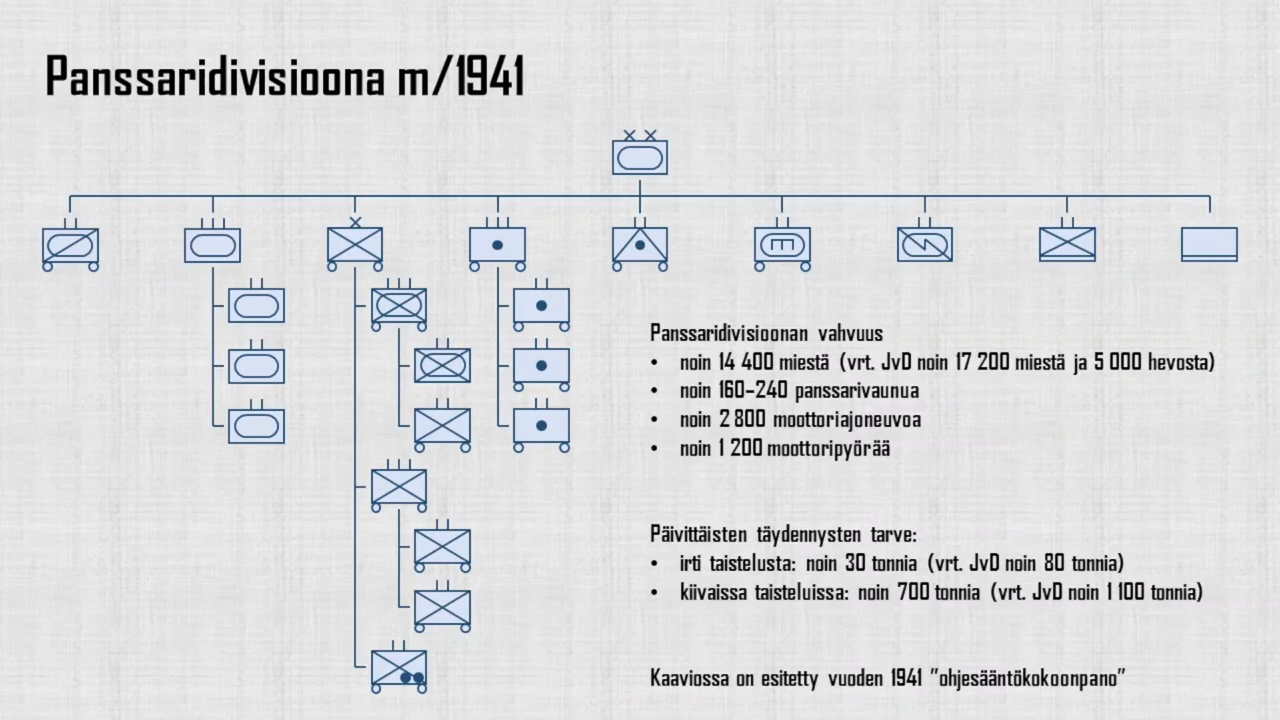 Panssaridivisioona m/1941
Panssaridivisioonan vahvuus
• noin 14 400 miestä (vrt. JvD noin 17 200 miestä ja 5 000 hevosta)
• noin 160-240 panssarivaunua
• noin 2 800 moottoriajoneuvoa
• noin 1 200 moottoripyörää
Päivittäisten täydennysten tarve:
• irti taistelusta: noin 30 tonnia (vrt. JvD noin 80 tonnia)
• kiivaissa taisteluissa: noin 700 tonnia (vrt. JvD noin 1 100 tonnia)
Kaaviossa on esitetty vuoden 1941 "ohjesääntökokoonpano"